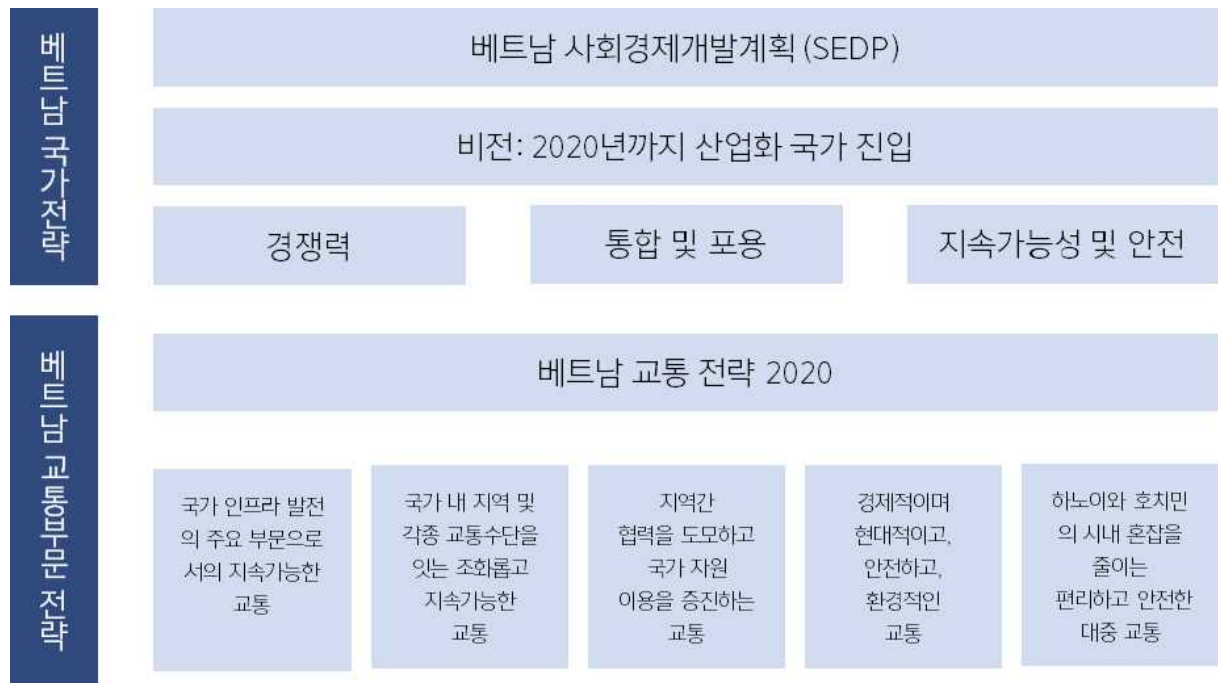 베트남 국가전략
베트남 사회경제개발계획 (SEDP)
비전: 2020년까지 산업화 국가 진입
경쟁력
통합 및 포용
지속가능성 및 안전
베트남 교통부문 전략
베트남 교통 전략 2020
국가 인프라 발전
의 주요 부문으로
서의 지속가능한
교통
국가 내 지역 및
각종 교통수단을
잇는 조화롭고
지속가능한
교통
지역간
협력을 도모하고
국가 자원
이용을 증진하는
교통
경제적이며
현대적이고,
안전하고,
환경적인
교통
하노이와 호치민
의 시내 혼잡을
줄이는
편리하고 안전한
대중 교통